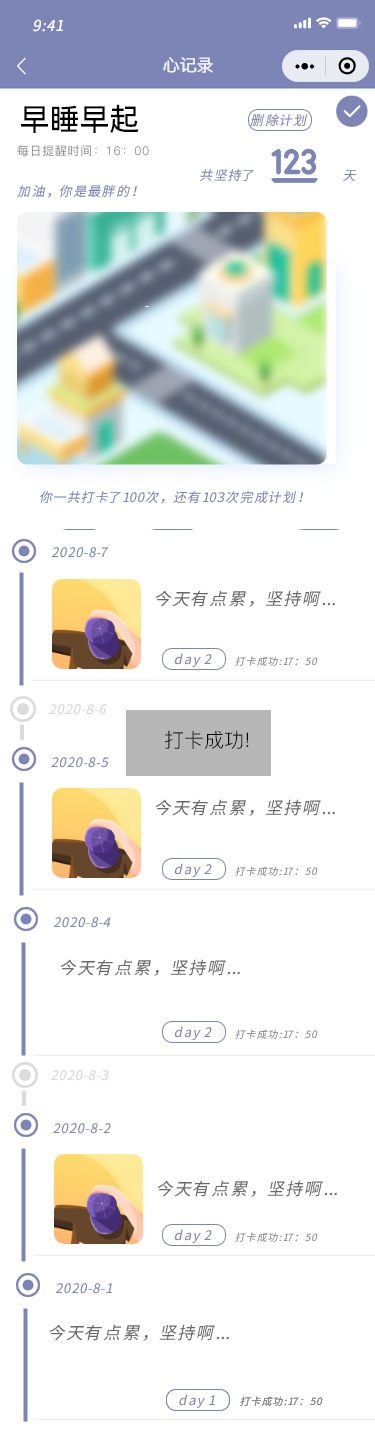 9:41
心记录
早睡早起
删除计划
每日提醒时间：16：00
共坚持了 123 天
加油，你是最胖的！
你一共打卡了100次，还有103次完成计划！
2020-8-7
今天有点累，坚持啊...
day 2 打卡成功:17：50
2020-8-6
打卡成功!
2020-8-5
今天有点累，坚持啊...
day 2 打卡成功:17：50
2020-8-4
今天有点累，坚持啊...
day 2 打卡成功:17：50
2020-8-3
2020-8-2
今天有点累，坚持啊...
day 2 打卡成功:17：50
2020-8-1
今天有点累，坚持啊...
day 1 打卡成功:17：50